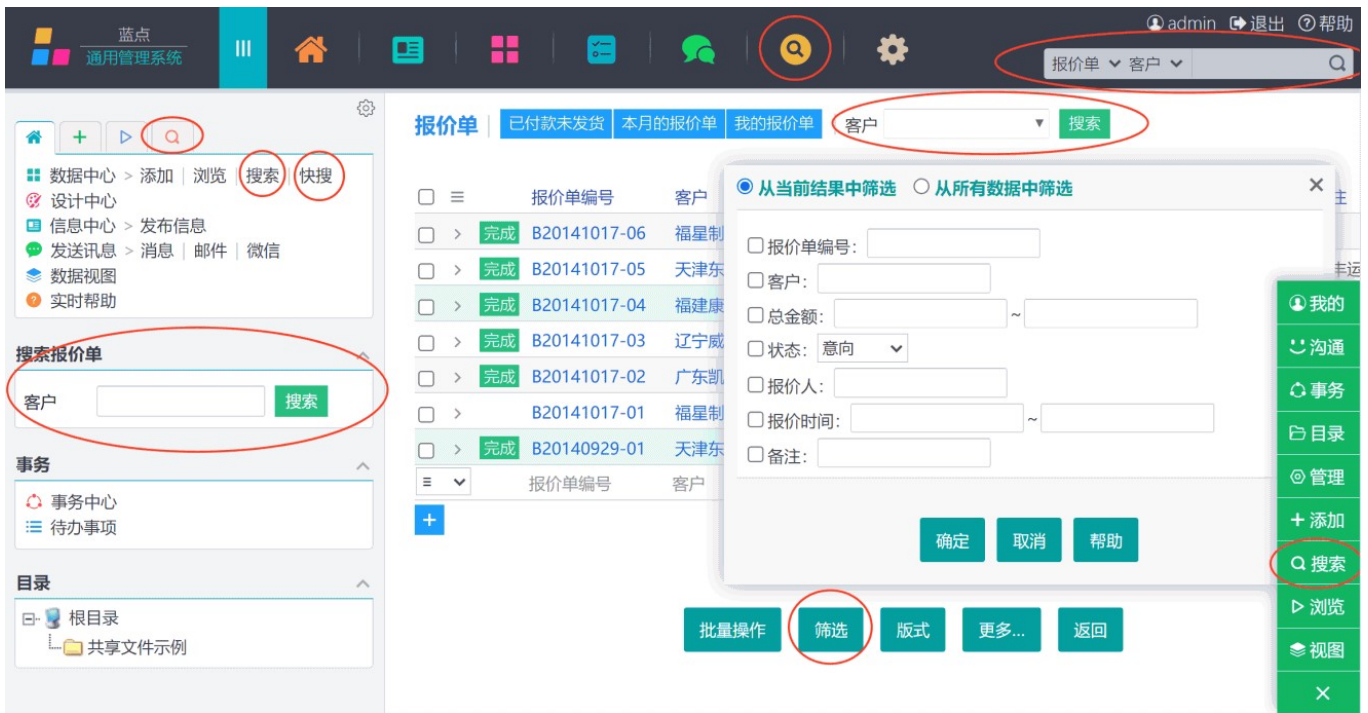 admin 退出 帮助
蓝点
通用管理系统
报价单 客户
数据中心 > 添加 | 浏览 | 搜索 | 快搜
设计中心
信息中心 > 发布信息
发送讯息 > 消息 | 邮件 | 微信
数据视图
实时帮助
搜索报价单
客户 搜索
事务
事务中心
待办事项
目录
根目录
共享文件示例
报价单 已付款未发货 本月的报价单 我的报价单 客户 搜索
报价单编号 客户
完成 B20141017-06 福星制
完成 B20141017-05 天津东
完成 B20141017-04 福建康
完成 B20141017-03 辽宁威
完成 B20141017-02 广东凯
B20141017-01 福星制
完成 B20140929-01 天津东
报价单编号 客户
从当前结果中筛选 从所有数据中筛选
报价单编号:
客户:
总金额: ~
状态: 意向
报价人:
报价时间: ~
备注:
确定 取消 帮助
批量操作 筛选 版式 更多... 返回
我的
沟通
事务
目录
管理
添加
搜索
浏览
视图